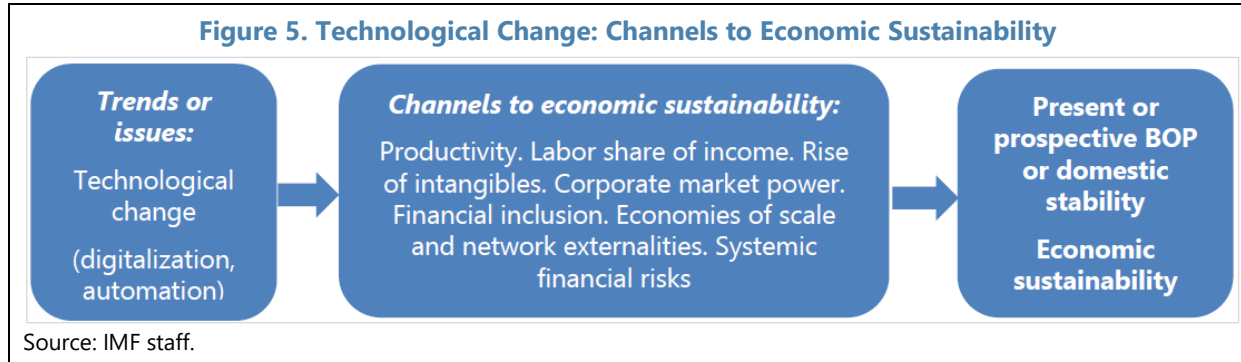 Figure 5. Technological Change: Channels to Economic Sustainability
Trends or
issues:
Technological
change
(digitalization,
automation)
Channels to economic sustainability:
Productivity. Labor share of income. Rise
of intangibles. Corporate market power.
Financial inclusion. Economies of scale
and network externalities. Systemic
financial risks
Present or
prospective BOP
or domestic
stability
Economic
sustainability
Source: IMF staff.